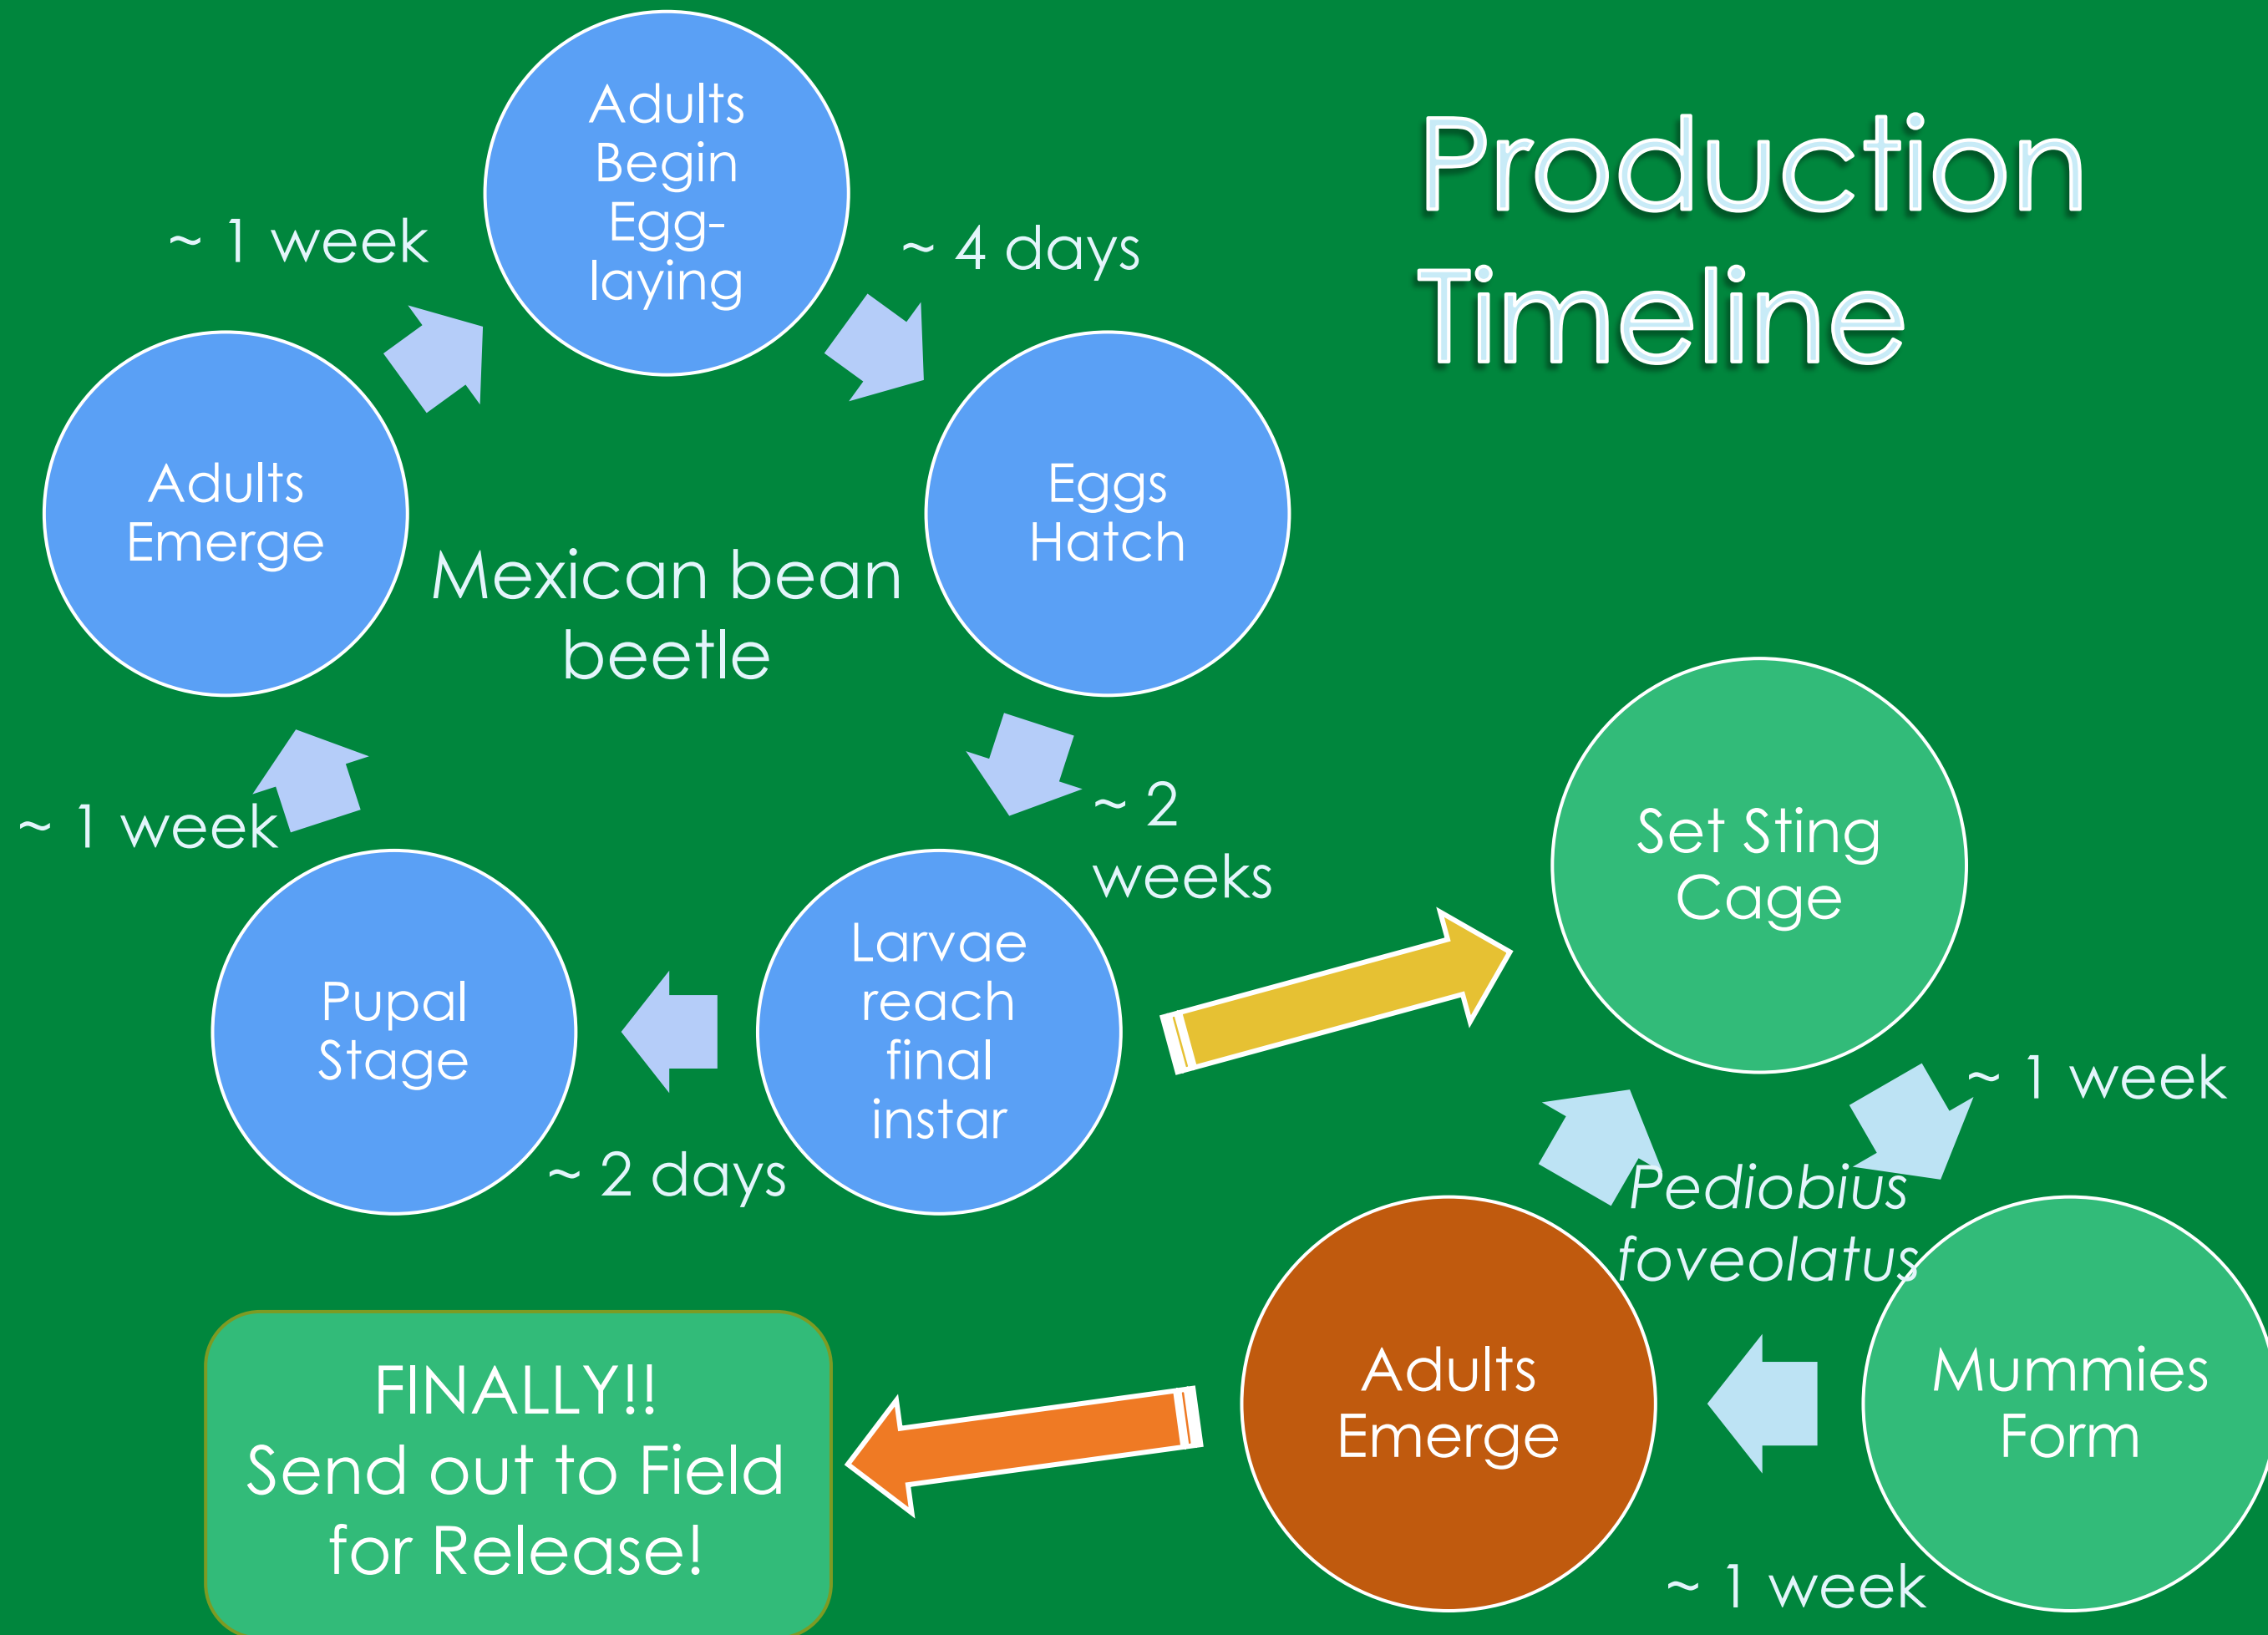 Production
Timeline
Adults
Begin
Egg-
laying
~ 1 week
~ 4 days
Adults
Emerge
Eggs
Hatch
Mexican bean
beetle
~ 1 week
~ 2
weeks
Pupal
Stage
Larvae
reach
final
instar
~ 2 days
Set Sting
Cage
~ 1 week
Pediobius
foveolatus
Adults
Emerge
Mummies
Form
~ 1 week
FINALLY!!
Send out to Field
for Release!